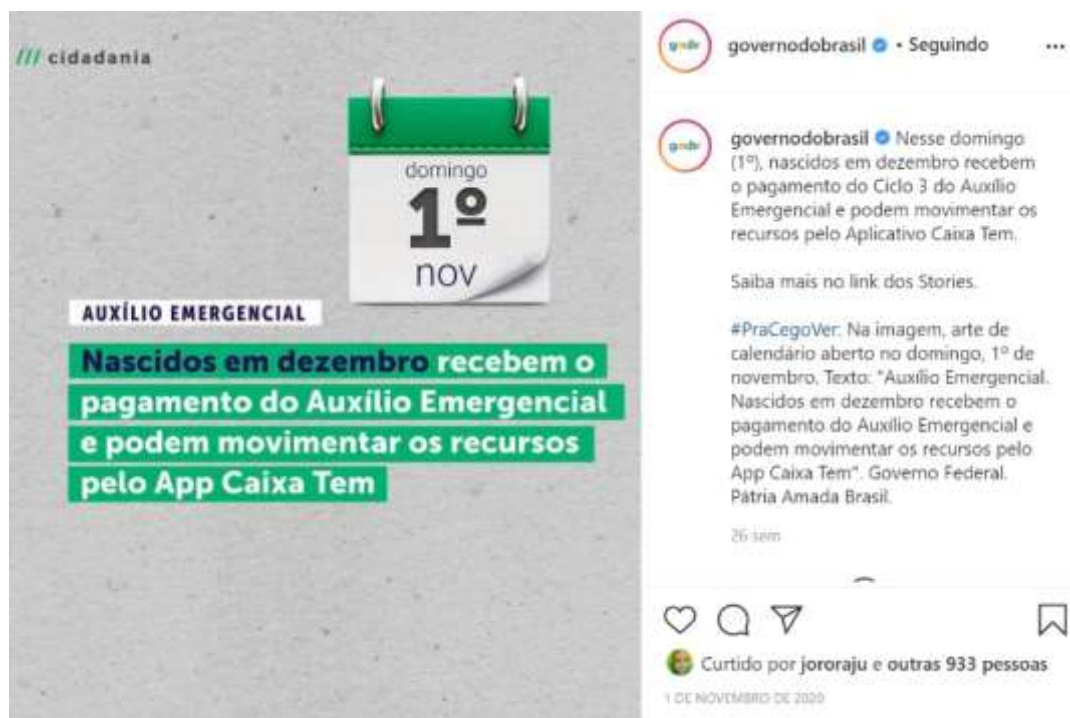 /// cidadania
domingo
1º
nov
AUXÍLIO EMERGENCIAL
Nascidos em dezembro recebem o
pagamento do Auxílio Emergencial
e podem movimentar os recursos
pelo App Caixa Tem
governodobrasil • Seguindo
governodobrasil Nesse domingo
(1º), nascidos em dezembro recebem
o pagamento do Ciclo 3 do Auxílio
Emergencial e podem movimentar os
recursos pelo Aplicativo Caixa Tem.
Saiba mais no link dos Stories.
#PraCegoVer: Na imagem, arte de
calendário aberto no domingo, 1º de
novembro. Texto: "Auxílio Emergencial.
Nascidos em dezembro recebem o
pagamento do Auxílio Emergencial e
podem movimentar os recursos pelo
App Caixa Tem". Governo Federal.
Pátria Amada Brasil.
26 sem
Curtido por jororaju e outras 933 pessoas
1 DE NOVEMBRO DE 2020